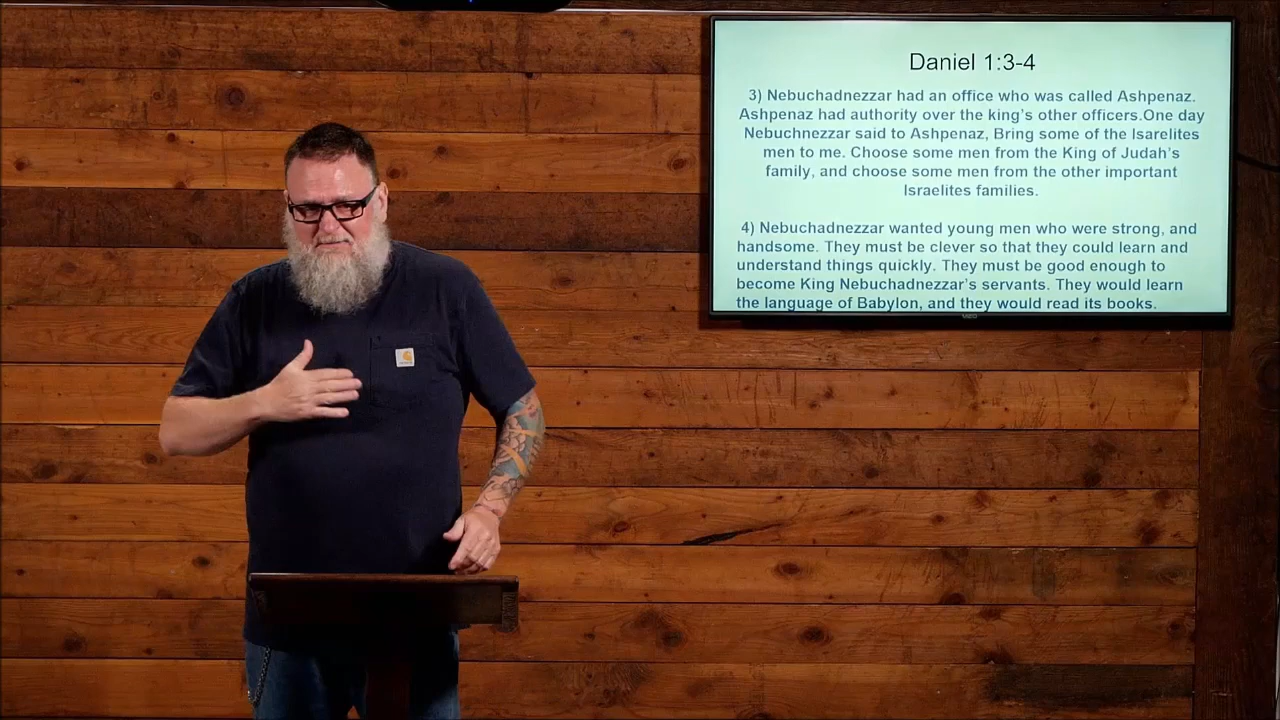 Daniel 1:3-4
3) Nebuchadnezzar had an office who was called Ashpenaz.
Ashpenaz had authority over the king's other officers.One day
Nebuchnezzar said to Ashpenaz, Bring some of the Isarelites
men to me. Choose some men from the King of Judah's
family, and choose some men from the other important
Israelites families.
4) Nebuchadnezzar wanted young men who were strong, and
handsome. They must be clever so that they could learn and
understand things quickly. They must be good enough to
become King Nebuchadnezzar's servants. They would learn
the language of Babylon, and they would read its books.